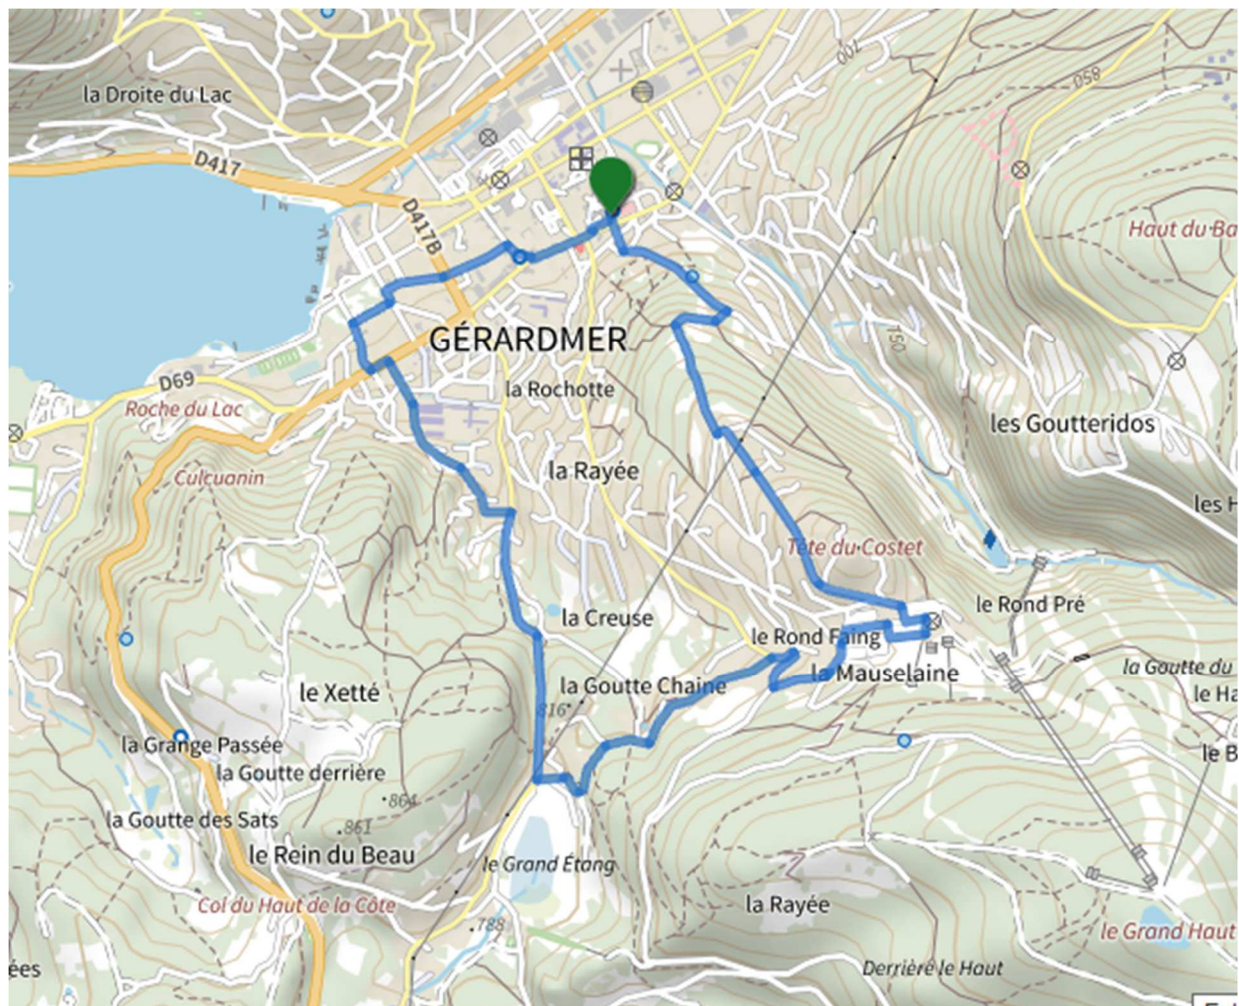 la Droite du Lac
D417
D417B
700
850
Haut du Ba
GÉRARDMER
750
la Rochotte
D69
Roche du Lac
les Goutteridos
Culcuanin
la Rayée
les H
Tête du Costet
le Rond Pré
la Creuse
le Rond Faing
la Goutte du
la Mauselaine
le Xetté
la Goutte Chaine
le Ha
816
la Grange Passée
le B
la Goutte derrière
864
la Goutte des Sats
861
le Rein du Beau
le Grand Étang
la Rayée
Col du Haut de la Côte
788
le Grand Haut
ées
Derrière le Haut